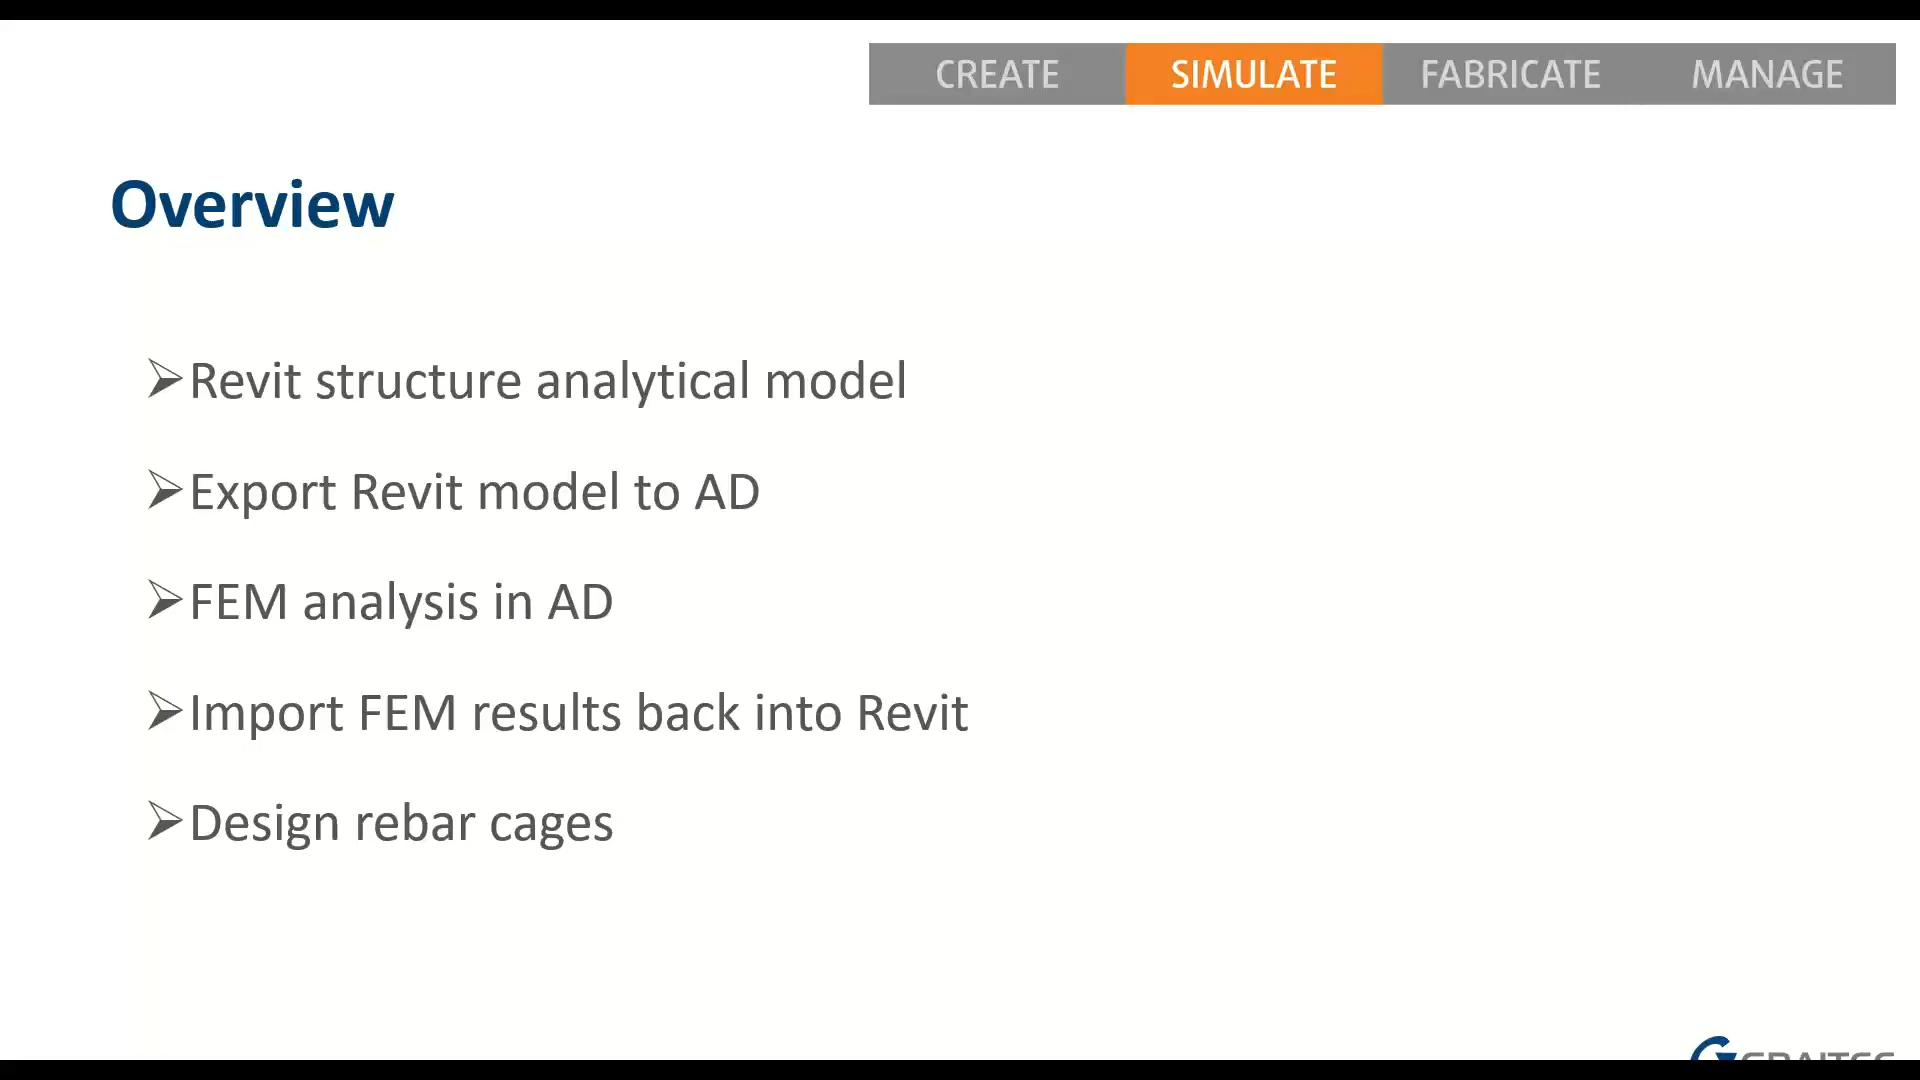 CREATE SIMULATE FABRICATE MANAGE
Overview
Revit structure analytical model
Export Revit model to AD
FEM analysis in AD
Import FEM results back into Revit
Design rebar cages